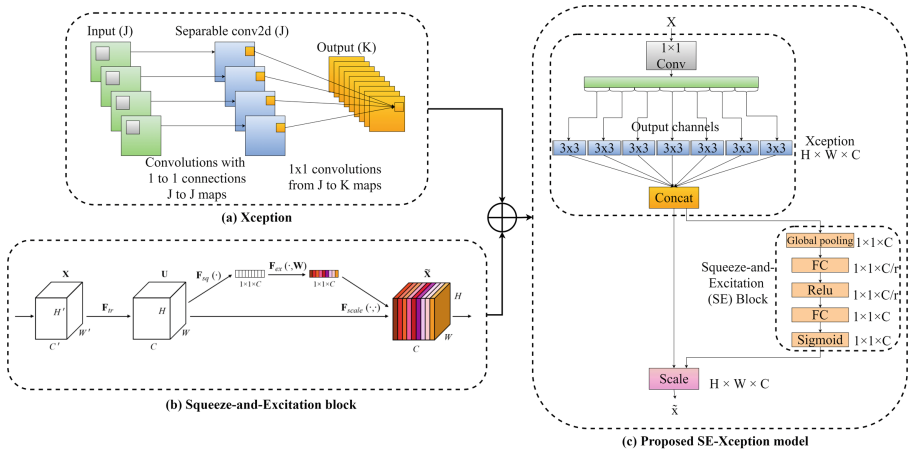 Input (J)
Separable conv2d (J)
Output (K)
Convolutions with
1 to 1 connections
J to J maps
1x1 convolutions
from J to K maps
(a) Xception
X
U
X̃
F_sq (·)
F_ex (·,W)
1×1×C
1×1×C
F_tr
F_scale (·,·)
H'
W'
C'
H
W
C
H
W
C
(b) Squeeze-and-Excitation block
X
1×1
Conv
Output channels
3x3 3x3 3x3 3x3 3x3 3x3 3x3
Xception
H × W × C
Concat
Global pooling 1×1×C
FC 1×1×C/r
Relu 1×1×C/r
FC 1×1×C
Sigmoid 1×1×C
Squeeze-and-
Excitation
(SE) Block
Scale H × W × C
x̃
(c) Proposed SE-Xception model